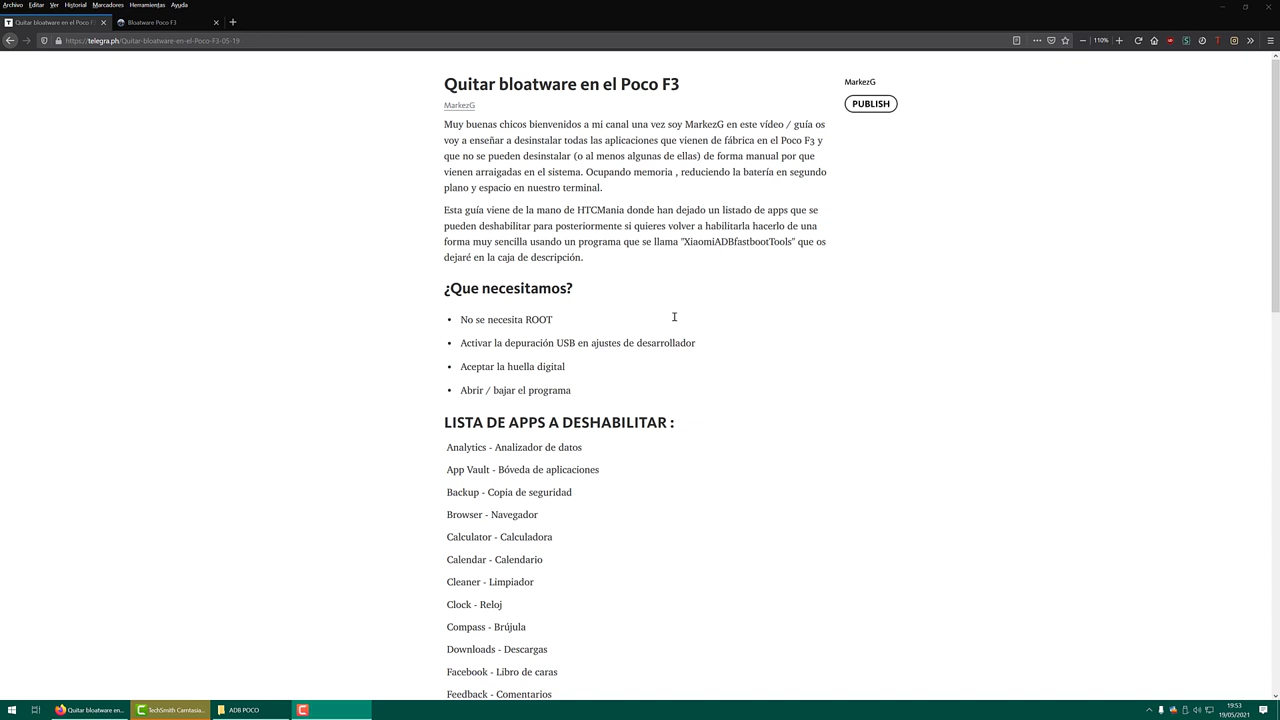 Archivo Editar Ver Historial Marcadores Herramientas Ayuda
Quitar bloatware en el Poco F3
Bloatware Poco F3
https://telegra.ph/Quitar-bloatware-en-el-Poco-F3-05-19
110%
Quitar bloatware en el Poco F3
MarkezG
MarkezG
PUBLISH
Muy buenas chicos bienvenidos a mi canal una vez soy MarkezG en este vídeo / guía os
voy a enseñar a desinstalar todas las aplicaciones que vienen de fábrica en el Poco F3 y
que no se pueden desinstalar (o al menos algunas de ellas) de forma manual por que
vienen arraigadas en el sistema. Ocupando memoria , reduciendo la batería en segundo
plano y espacio en nuestro terminal.
Esta guía viene de la mano de HTCMania donde han dejado un listado de apps que se
pueden deshabilitar para posteriormente si quieres volver a habilitarla hacerlo de una
forma muy sencilla usando un programa que se llama "XiaomiADBfastbootTools" que os
dejaré en la caja de descripción.
¿Que necesitamos?
• No se necesita ROOT
• Activar la depuración USB en ajustes de desarrollador
• Aceptar la huella digital
• Abrir / bajar el programa
LISTA DE APPS A DESHABILITAR :
Analytics - Analizador de datos
App Vault - Bóveda de aplicaciones
Backup - Copia de seguridad
Browser - Navegador
Calculator - Calculadora
Calendar - Calendario
Cleaner - Limpiador
Clock - Reloj
Compass - Brújula
Downloads - Descargas
Facebook - Libro de caras
Feedback - Comentarios
Quitar bloatware en...
TechSmith Camtasia...
ADB POCO
19:53
19/05/2021